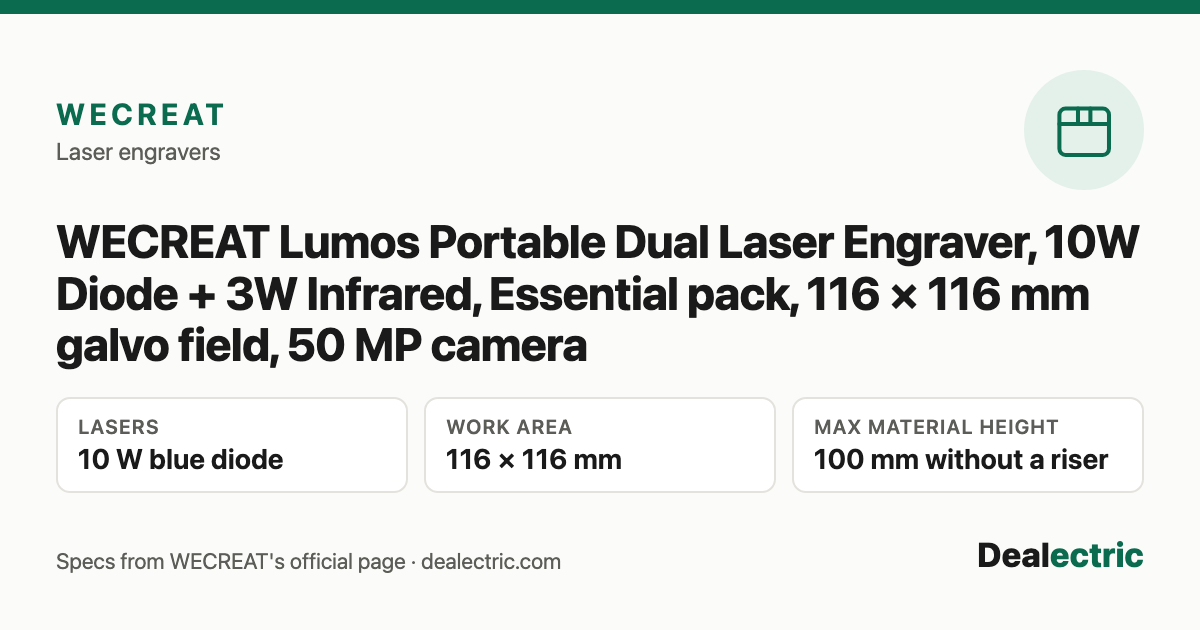 WECREAT
Laser engravers
WECREAT Lumos Portable Dual Laser Engraver, 10W
Diode + 3W Infrared, Essential pack, 116 × 116 mm
galvo field, 50 MP camera
LASERS
10 W blue diode
WORK AREA
116 × 116 mm
MAX MATERIAL HEIGHT
100 mm without a riser
Specs from WECREAT's official page · dealectric.com
Dealectric